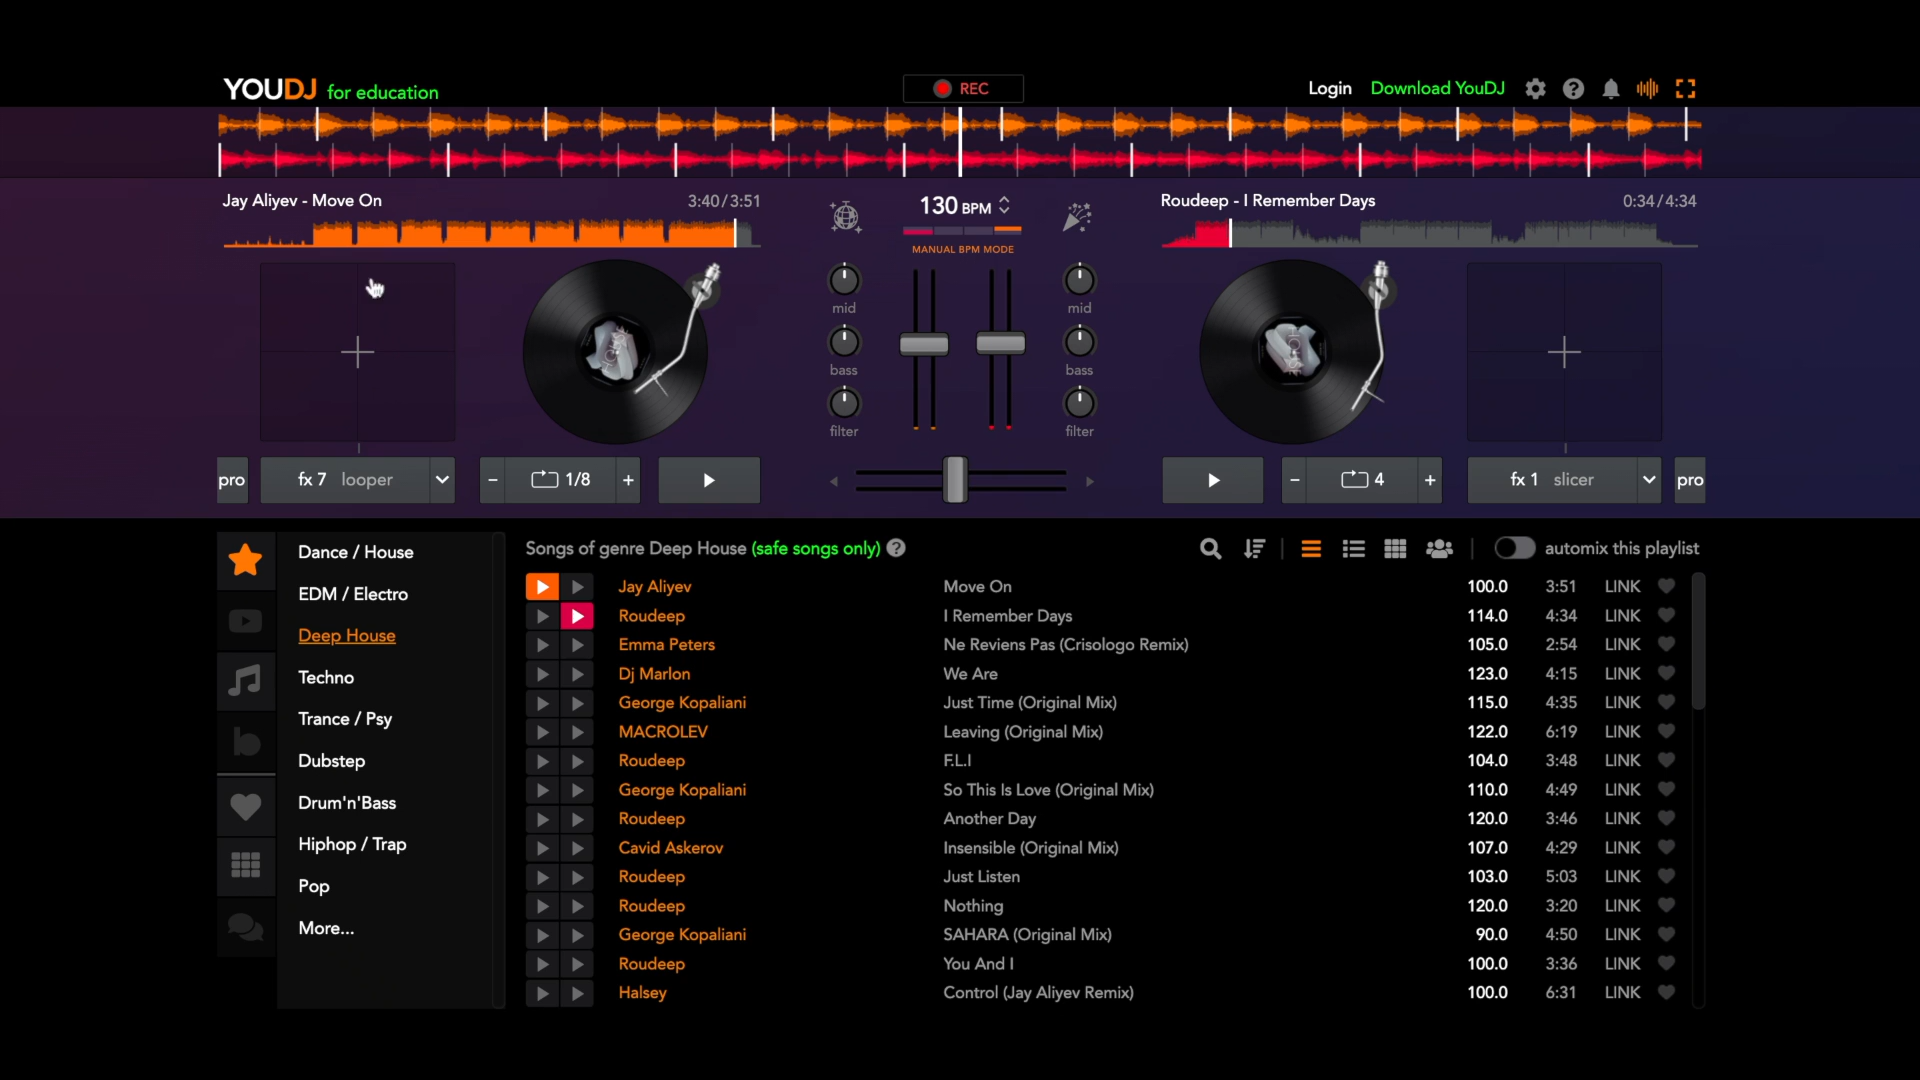 YOUDJ for education
REC
Login Download YouDJ
Jay Aliyev - Move On 3:40/3:51
130 BPM
MANUAL BPM MODE
Roudeep - I Remember Days 0:34/4:34
mid mid
bass bass
filter filter
pro fx 7 looper - 1/8 +
- 4 + fx 1 slicer pro
Dance / House
EDM / Electro
Deep House
Techno
Trance / Psy
Dubstep
Drum'n'Bass
Hiphop / Trap
Pop
More...
Songs of genre Deep House (safe songs only) ? automix this playlist
Jay Aliyev Move On 100.0 3:51 LINK
Roudeep I Remember Days 114.0 4:34 LINK
Emma Peters Ne Reviens Pas (Crisologo Remix) 105.0 2:54 LINK
Dj Marlon We Are 123.0 4:15 LINK
George Kopaliani Just Time (Original Mix) 115.0 4:35 LINK
MACROLEV Leaving (Original Mix) 122.0 6:19 LINK
Roudeep F.L.I 104.0 3:48 LINK
George Kopaliani So This Is Love (Original Mix) 110.0 4:49 LINK
Roudeep Another Day 120.0 3:46 LINK
Cavid Askerov Insensible (Original Mix) 107.0 4:29 LINK
Roudeep Just Listen 103.0 5:03 LINK
Roudeep Nothing 120.0 3:20 LINK
George Kopaliani SAHARA (Original Mix) 90.0 4:50 LINK
Roudeep You And I 100.0 3:36 LINK
Halsey Control (Jay Aliyev Remix) 100.0 6:31 LINK